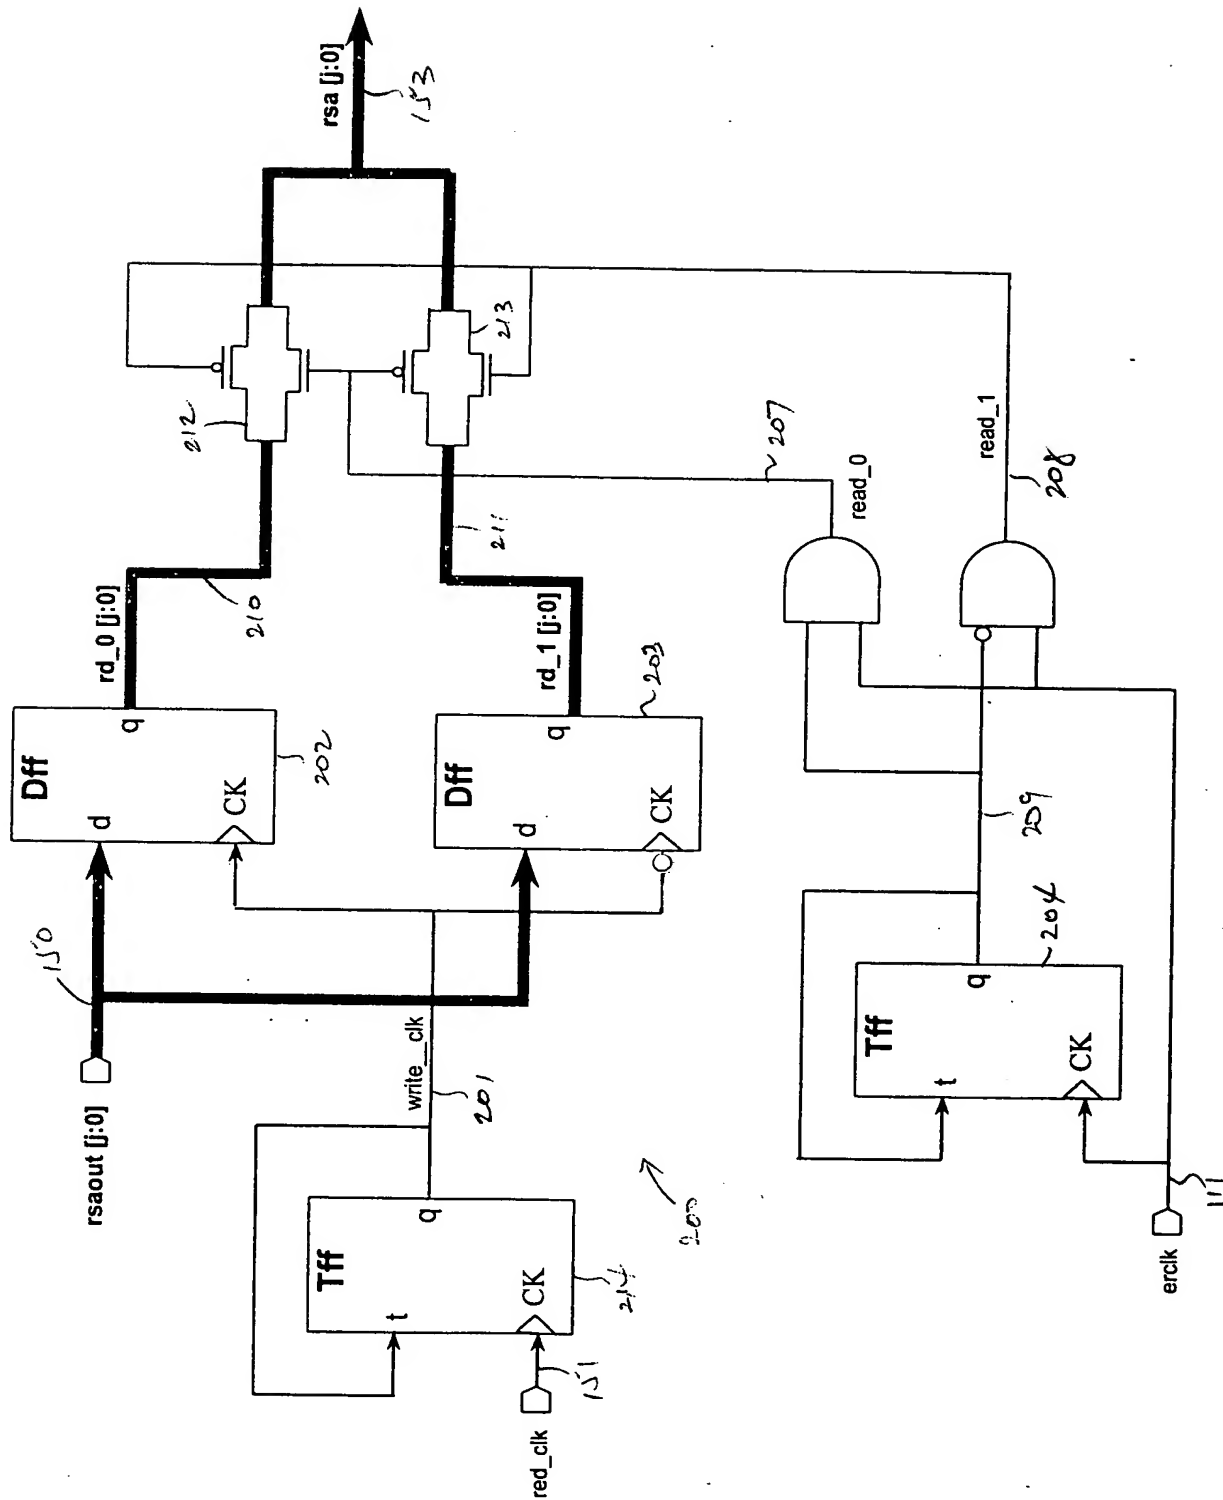 rsaout [j:0]
150
Dff
d
q
CK
202
rd_0 [j:0]
210
212
rsa [j:0]
153
Tff
t
q
CK
214
red_clk
151
write_clk
201
200
Dff
d
q
CK
203
rd_1 [j:0]
211
213
Tff
t
q
CK
204
erclk
111
209
207
read_0
read_1
208